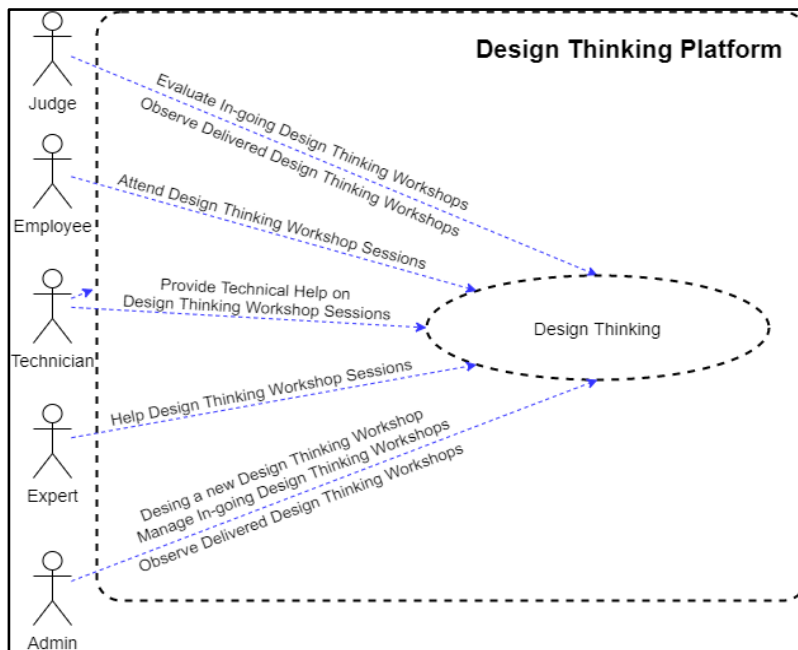 Design Thinking Platform
Judge
Evaluate In-going Design Thinking Workshops
Observe Delivered Design Thinking Workshops
Employee
Attend Design Thinking Workshop Sessions
Technician
Provide Technical Help on
Design Thinking Workshop Sessions
Design Thinking
Expert
Help Design Thinking Workshop Sessions
Desing a new Design Thinking Workshop
Manage In-going Design Thinking Workshops
Observe Delivered Design Thinking Workshops
Admin